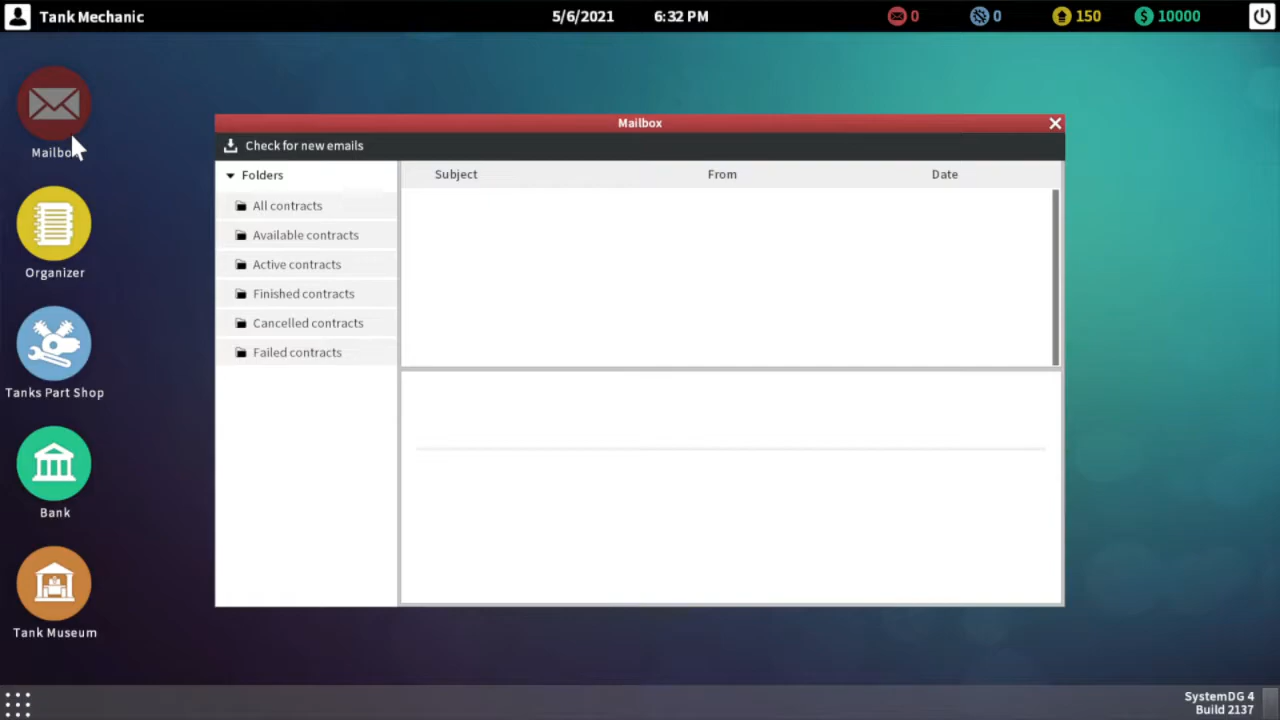 Tank Mechanic 5/6/2021 6:32 PM 0 0 150 10000
Mailbox
Check for new emails
Folders Subject From Date
All contracts
Available contracts
Active contracts
Finished contracts
Cancelled contracts
Failed contracts
Mailbox
Organizer
Tanks Part Shop
Bank
Tank Museum
SystemDG 4
Build 2137